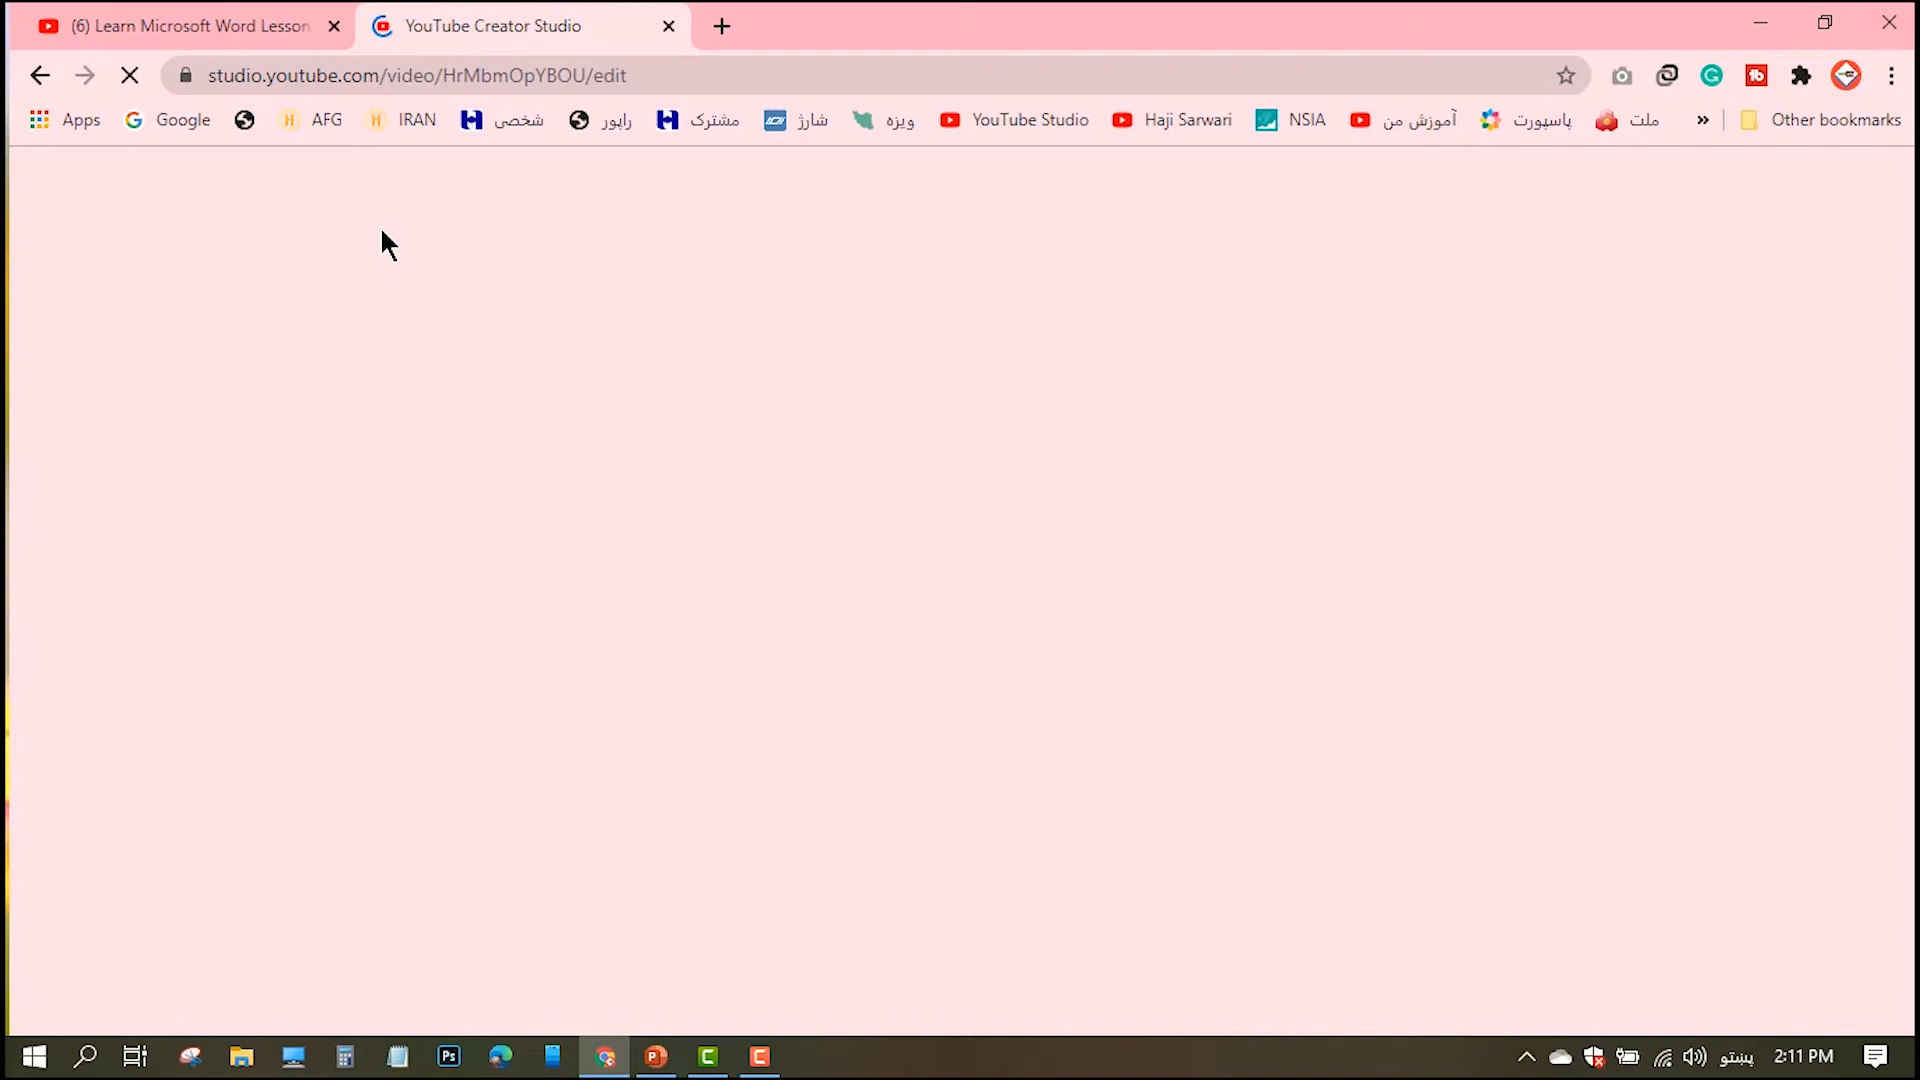 (6) Learn Microsoft Word Lesson
YouTube Creator Studio
studio.youtube.com/video/HrMbmOpYBOU/edit
Apps Google AFG IRAN شخصی راپور مشترک شارژ ویزه YouTube Studio Haji Sarwari NSIA آموزش من پاسپورت ملت » Other bookmarks
پښتو 2:11 PM